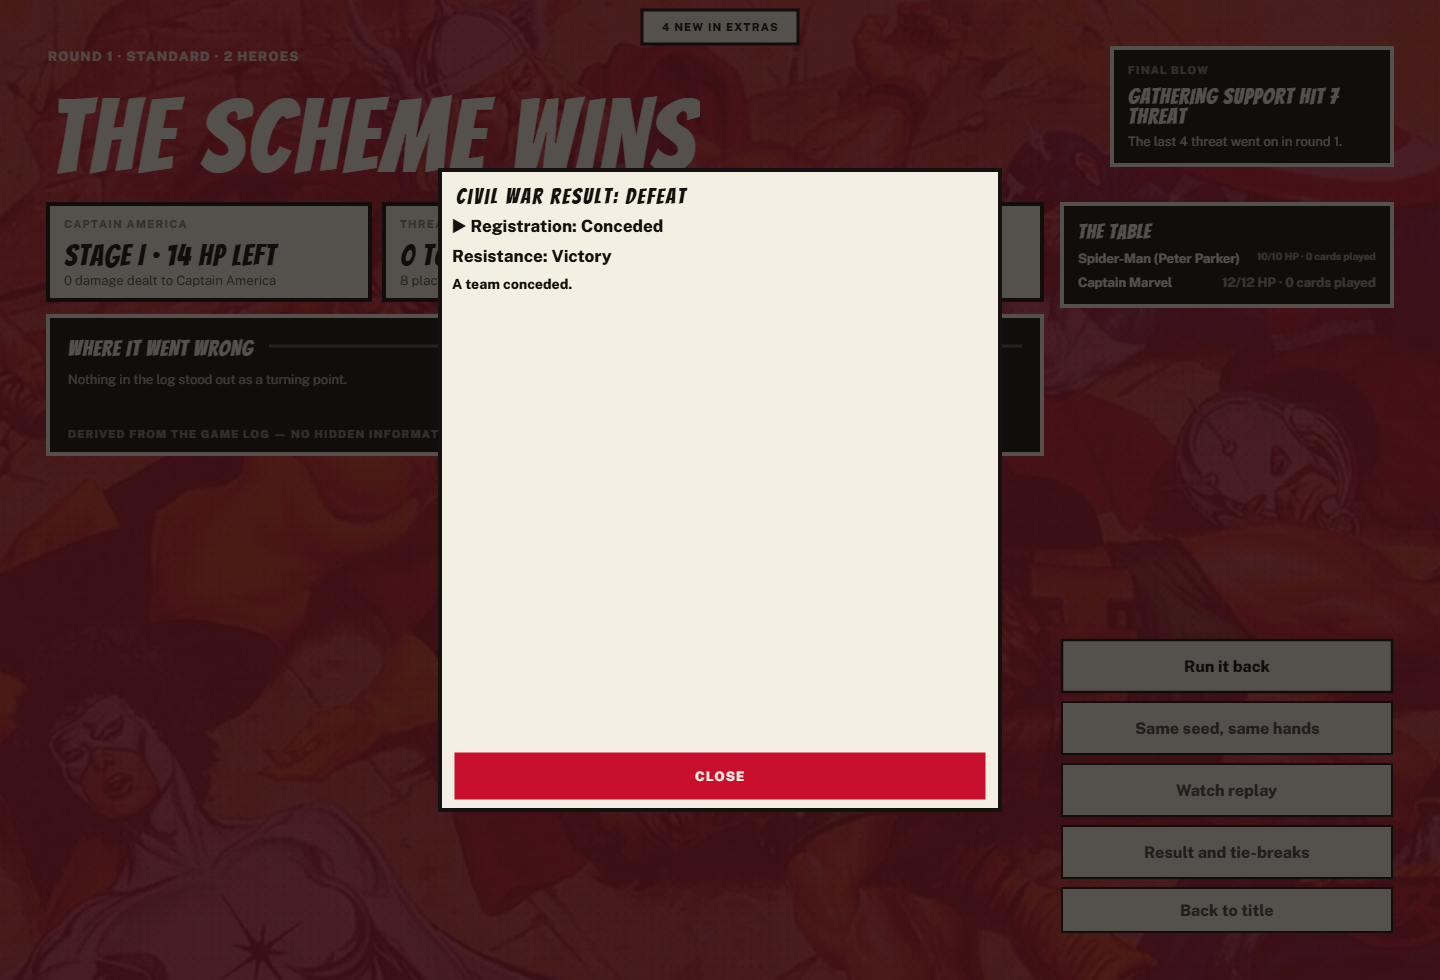 4 NEW IN EXTRAS
ROUND 1 · STANDARD · 2 HEROES
THE SCHEME WINS
FINAL BLOW
GATHERING SUPPORT HIT 7
THREAT
The last 4 threat went on in round 1.
CAPTAIN AMERICA
STAGE I · 14 HP LEFT
0 damage dealt to Captain America
0
8
THE TABLE
Spider-Man (Peter Parker) 10/10 HP · 0 cards played
Captain Marvel 12/12 HP · 0 cards played
WHERE IT WENT WRONG
Nothing in the log stood out as a turning point.
DERIVED FROM THE GAME LOG — NO HIDDEN
CIVIL WAR RESULT: DEFEAT
▶ Registration: Conceded
Resistance: Victory
A team conceded.
CLOSE
Run it back
Same seed, same hands
Watch replay
Result and tie-breaks
Back to title